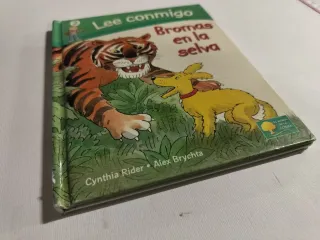 Lee conmigo
Bromas
en la
selva
Cynthia Rider • Alex Brychta